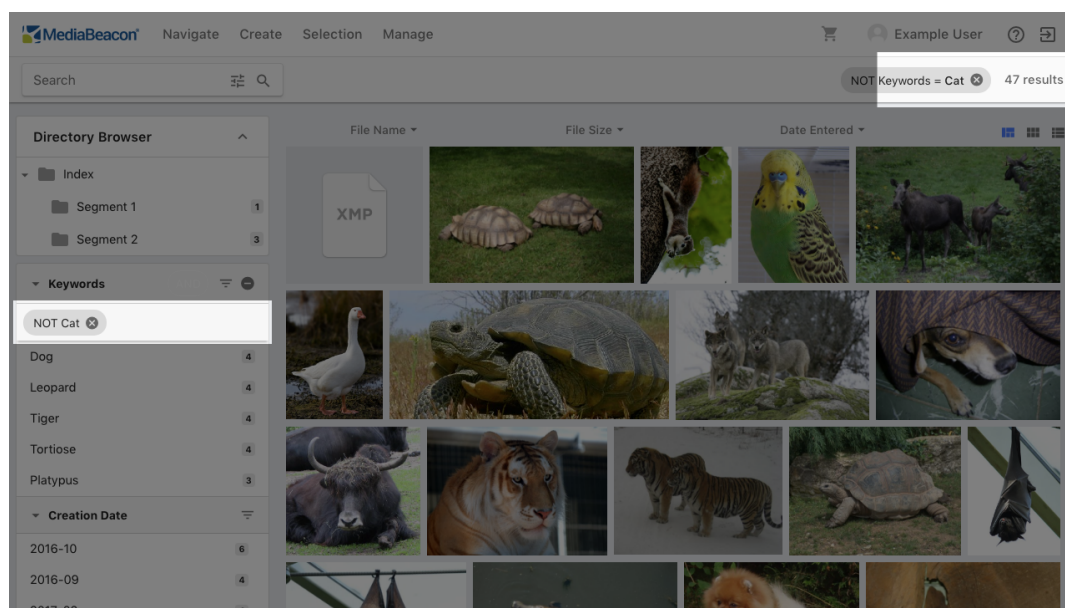 MediaBeacon® Navigate Create Selection Manage Example User
Search NOT Keywords = Cat 47 results
Directory Browser
File Name File Size Date Entered
Index
Segment 1 1
Segment 2 3
XMP
Keywords
NOT Cat
Dog 4
Leopard 4
Tiger 4
Tortiose 4
Platypus 3
Creation Date
2016-10 6
2016-09 4